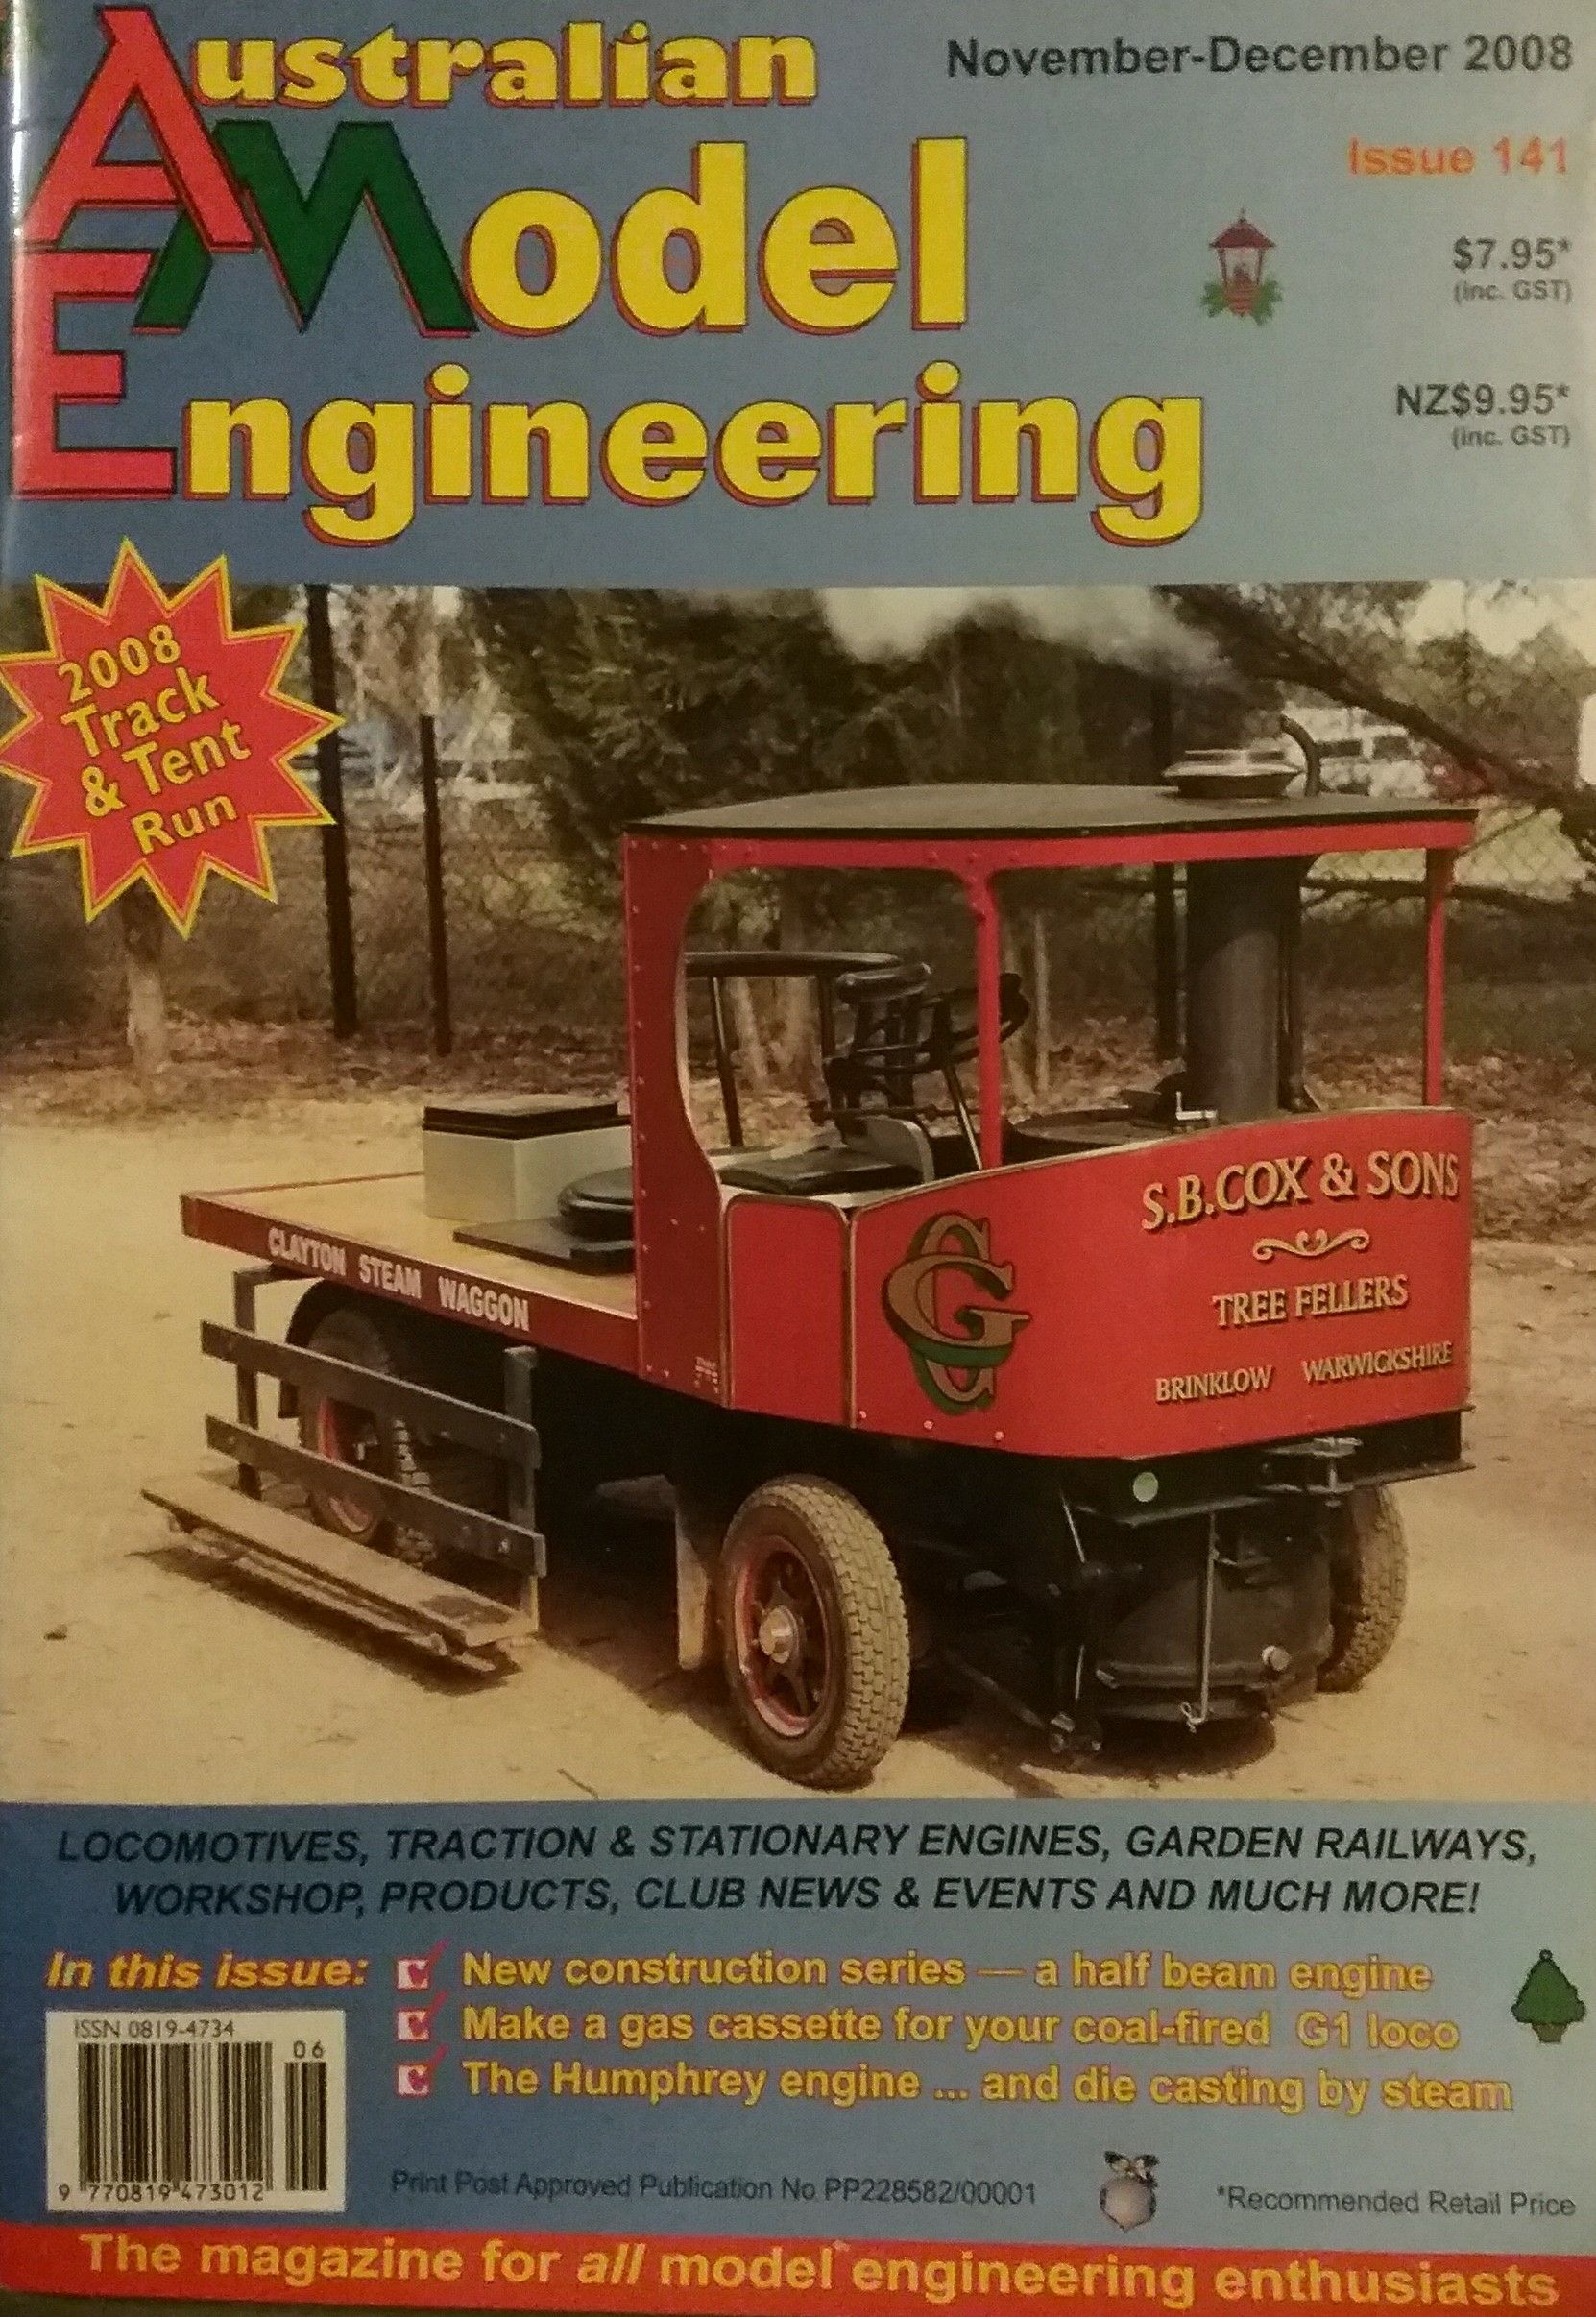 Australian
November-December 2008
Model
Issue 141
$7.95*
(inc. GST)
Engineering
NZ$9.95*
(inc. GST)
2008
Track
& Tent
Run
S.B.COX & SONS
TREE FELLERS
BRINKLOW WARWICKSHIRE
CG
CLAYTON STEAM WAGGON
LOCOMOTIVES, TRACTION & STATIONARY ENGINES, GARDEN RAILWAYS,
WORKSHOP, PRODUCTS, CLUB NEWS & EVENTS AND MUCH MORE!
In this issue: New construction series — a half beam engine
Make a gas cassette for your coal-fired G1 loco
The Humphrey engine ... and die casting by steam
ISSN 0819-4734
06
9 770819 473012
Print Post Approved Publication No PP228582/00001
*Recommended Retail Price
The magazine for all model engineering enthusiasts